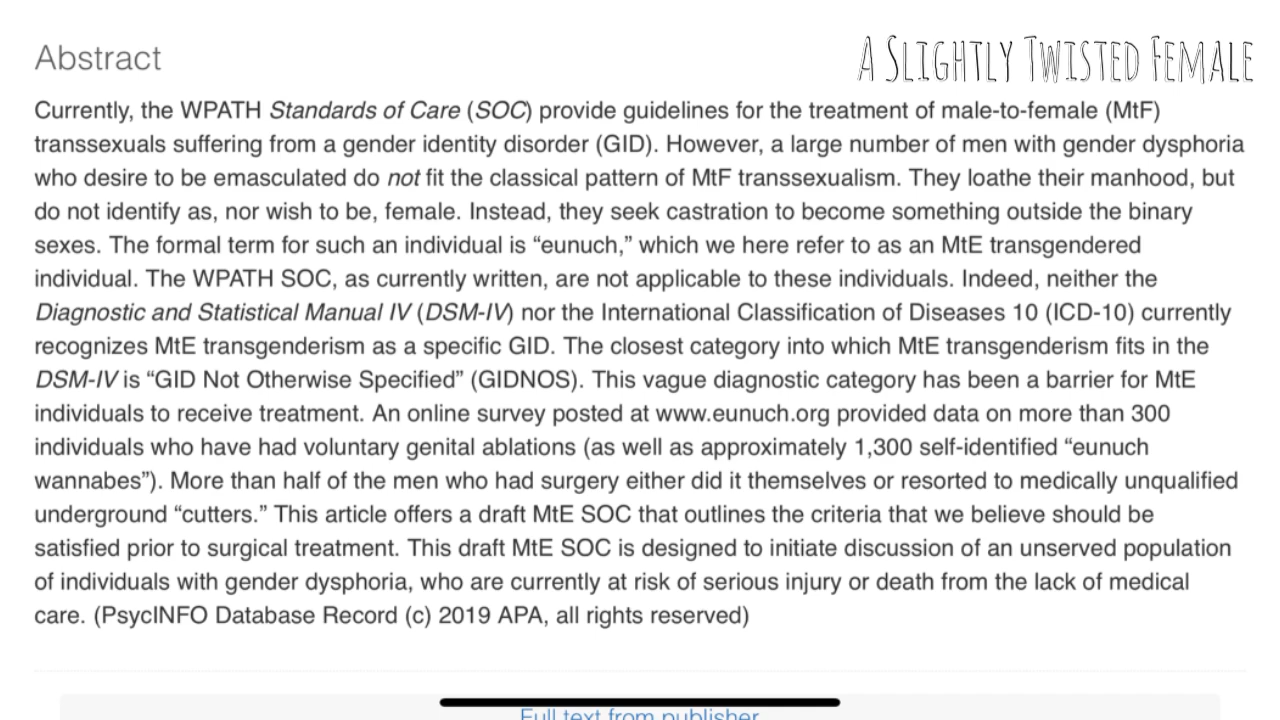 A Slightly Twisted Female
Abstract
Currently, the WPATH Standards of Care (SOC) provide guidelines for the treatment of male-to-female (MtF)
transsexuals suffering from a gender identity disorder (GID). However, a large number of men with gender dysphoria
who desire to be emasculated do not fit the classical pattern of MtF transsexualism. They loathe their manhood, but
do not identify as, nor wish to be, female. Instead, they seek castration to become something outside the binary
sexes. The formal term for such an individual is “eunuch,” which we here refer to as an MtE transgendered
individual. The WPATH SOC, as currently written, are not applicable to these individuals. Indeed, neither the
Diagnostic and Statistical Manual IV (DSM-IV) nor the International Classification of Diseases 10 (ICD-10) currently
recognizes MtE transgenderism as a specific GID. The closest category into which MtE transgenderism fits in the
DSM-IV is “GID Not Otherwise Specified” (GIDNOS). This vague diagnostic category has been a barrier for MtE
individuals to receive treatment. An online survey posted at www.eunuch.org provided data on more than 300
individuals who have had voluntary genital ablations (as well as approximately 1,300 self-identified “eunuch
wannabes”). More than half of the men who had surgery either did it themselves or resorted to medically unqualified
underground “cutters.” This article offers a draft MtE SOC that outlines the criteria that we believe should be
satisfied prior to surgical treatment. This draft MtE SOC is designed to initiate discussion of an unserved population
of individuals with gender dysphoria, who are currently at risk of serious injury or death from the lack of medical
care. (PsycINFO Database Record (c) 2019 APA, all rights reserved)
Full text from publisher